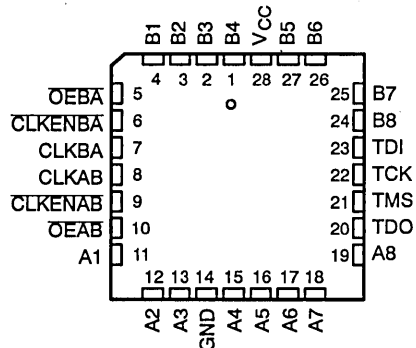 B1 B2 B3 B4 VCC B5 B6
4 3 2 1 28 27 26
OEBA 5 25 B7
CLKENBA 6 24 B8
CLKBA 7 23 TDI
CLKAB 8 22 TCK
CLKENAB 9 21 TMS
OEAB 10 20 TDO
A1 11 19 A8
12 13 14 15 16 17 18
A2 A3 GND A4 A5 A6 A7